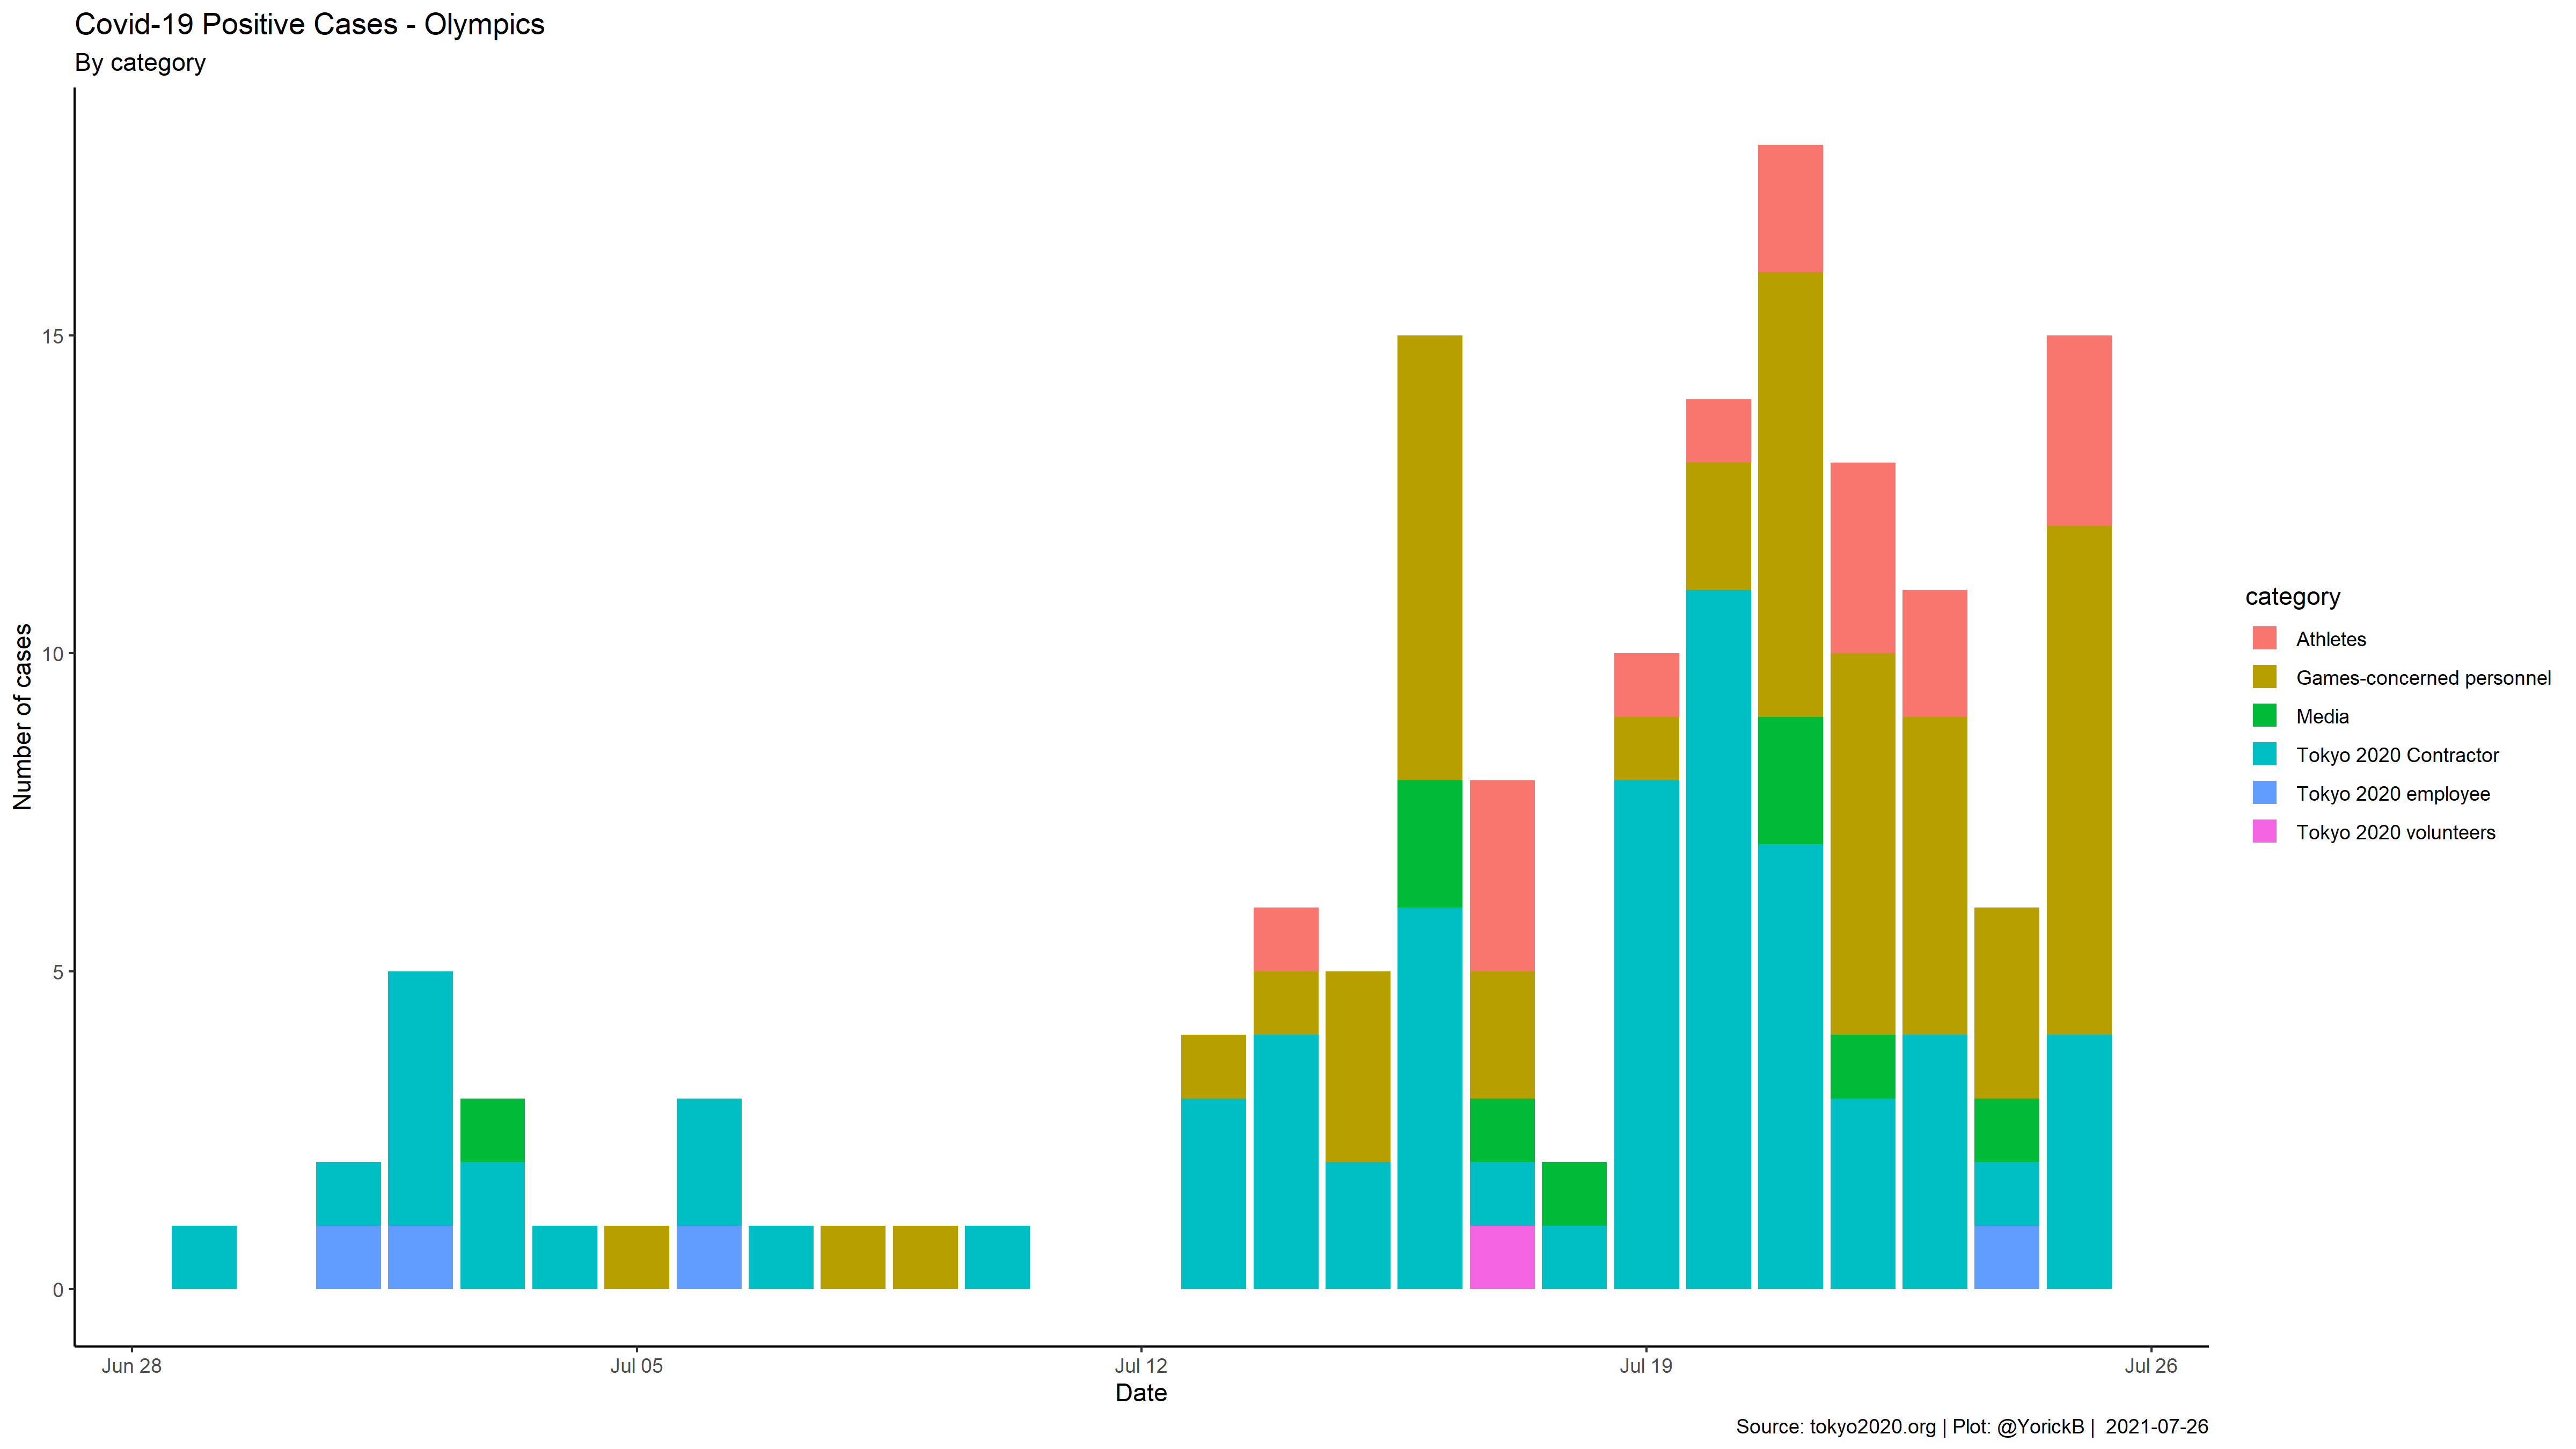 Covid-19 Positive Cases - Olympics
By category
Number of cases
15
10
5
0
Jun 28
Jul 05
Jul 12
Jul 19
Jul 26
Date
category
Athletes
Games-concerned personnel
Media
Tokyo 2020 Contractor
Tokyo 2020 employee
Tokyo 2020 volunteers
Source: tokyo2020.org | Plot: @YorickB | 2021-07-26